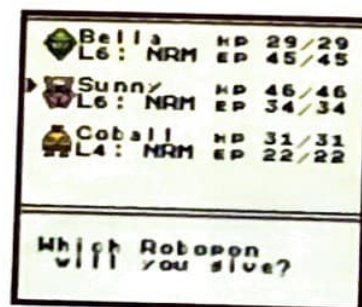 Bella HP 29/29
L6: NRM EP 45/45
Sunny HP 46/46
L6: NRM EP 34/34
Coball HP 31/31
L4: NRM EP 22/22
Which Robopon
will you give?